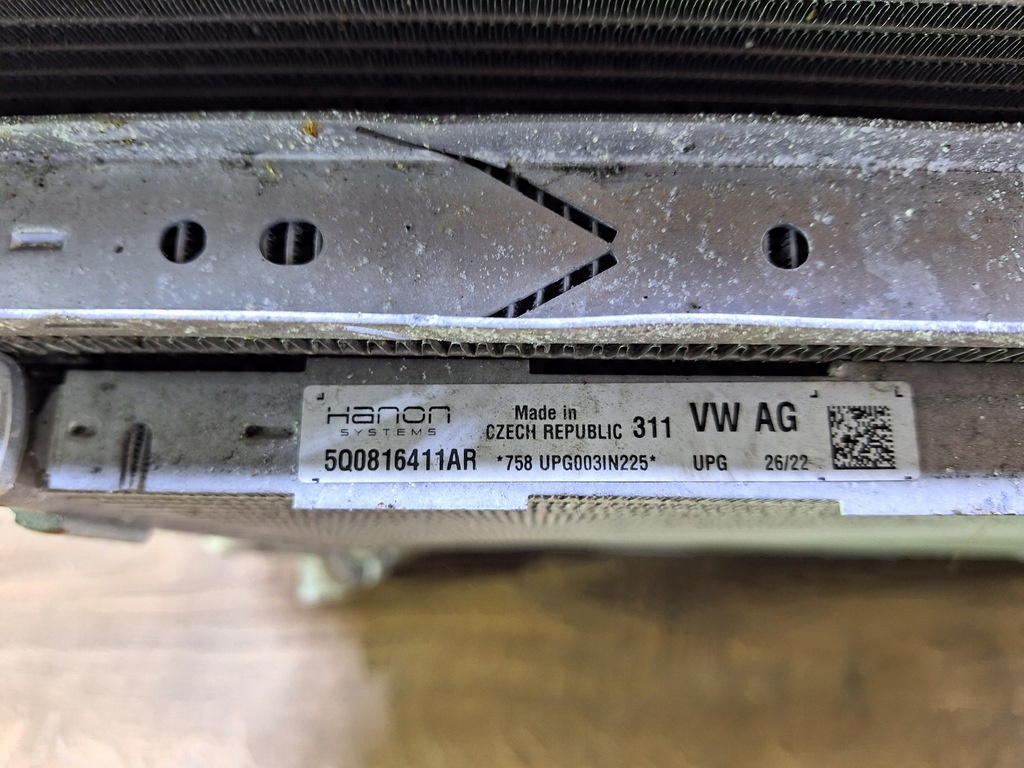 Hanon
SYSTEMS
Made in
CZECH REPUBLIC 311
VW AG
5Q0816411AR *758 UPG003IN225* UPG 26/22